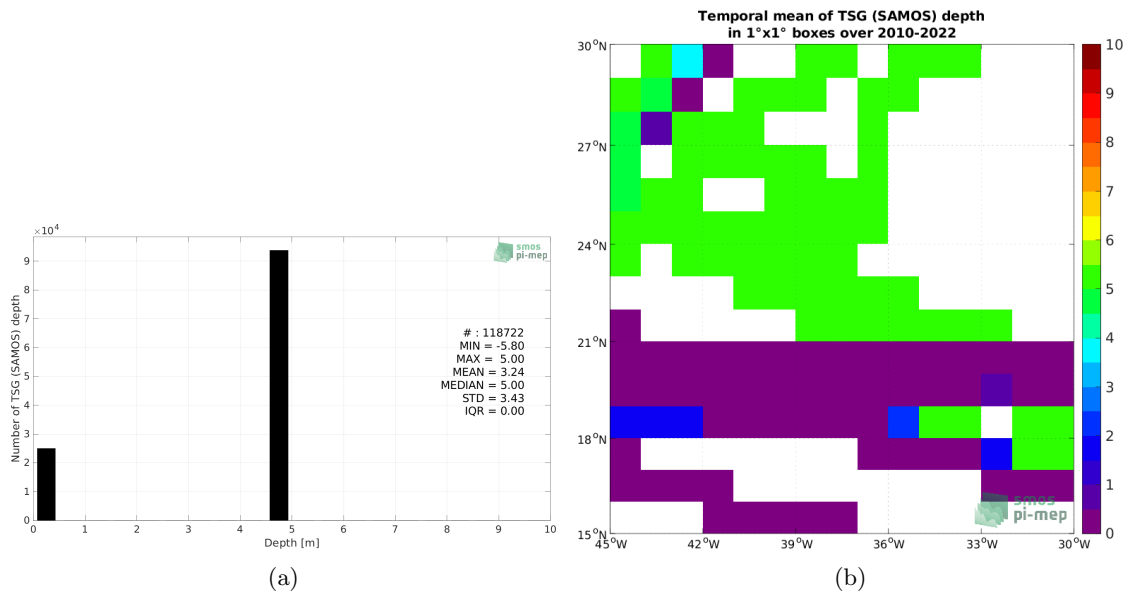 ×10⁴
smos
pi-mep
9
8
7
6
5
4
3
2
1
0
Number of TSG (SAMOS) depth
# : 118722
MIN = -5.80
MAX = 5.00
MEAN = 3.24
MEDIAN = 5.00
STD = 3.43
IQR = 0.00
0 1 2 3 4 5 6 7 8 9 10
Depth [m]
(a)
Temporal mean of TSG (SAMOS) depth
in 1°x1° boxes over 2010-2022
30°N
27°N
24°N
21°N
18°N
15°N
45°W 42°W 39°W 36°W 33°W 30°W
smos
pi-mep
10
9
8
7
6
5
4
3
2
1
0
(b)